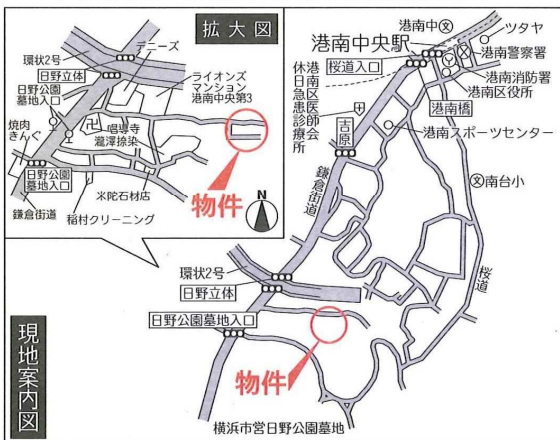 拡大図
デニーズ
環状2号
日野立体
日野公園
墓地入口
ライオンズ
マンション
港南中央第3
焼肉
きんぐ
唱導寺
瀧澤捺染
日野公園
墓地入口
物件
米陀石材店
鎌倉街道
稲村クリーニング
N
港南中
文
ツタヤ
港南中央駅
桜道入口
港南警察署
港南消防署
港南区役所
港南橋
港南区医師会
休日急患診療所
吉原
港南スポーツセンター
鎌倉街道
文
南台小
桜道
環状2号
日野立体
日野公園墓地入口
物件
現地案内図
横浜市営日野公園墓地